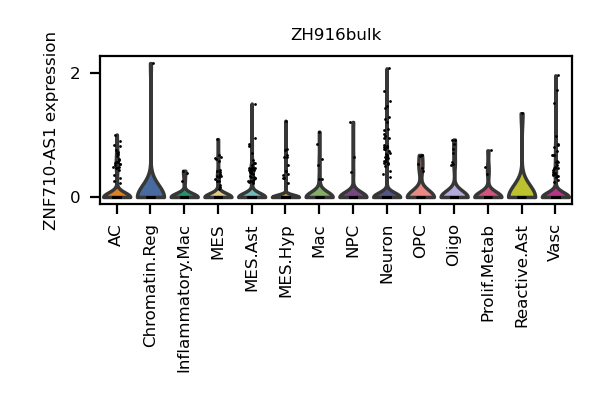 ZH916bulk
ZNF710-AS1 expression
2
0
AC
Chromatin.Reg
Inflammatory.Mac
MES
MES.Ast
MES.Hyp
Mac
NPC
Neuron
OPC
Oligo
Prolif.Metab
Reactive.Ast
Vasc